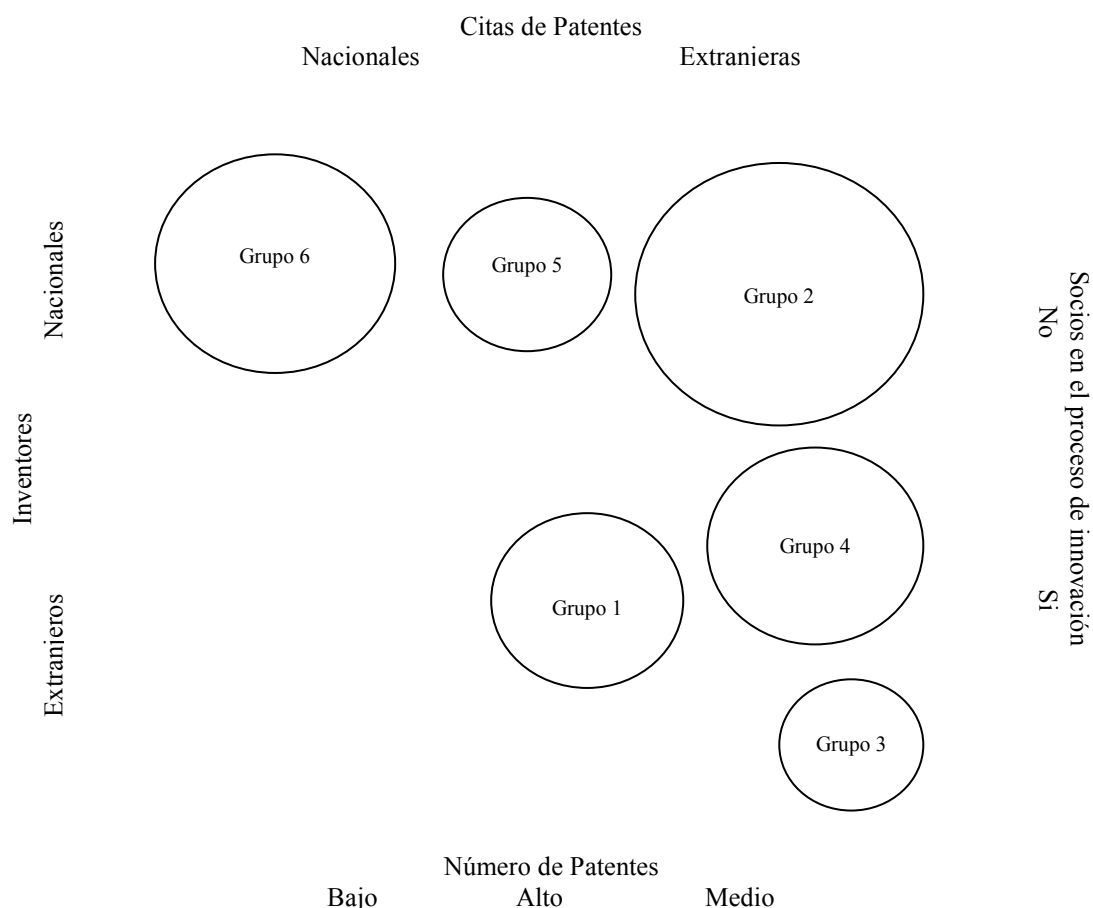 Citas de Patentes
Nacionales Extranjeras
Nacionales
Grupo 6
Grupo 5
Grupo 2
Socios en el proceso de innovación
No
Inventores
Grupo 4
Grupo 1
Si
Extranjeros
Grupo 3
Número de Patentes
Bajo Alto Medio